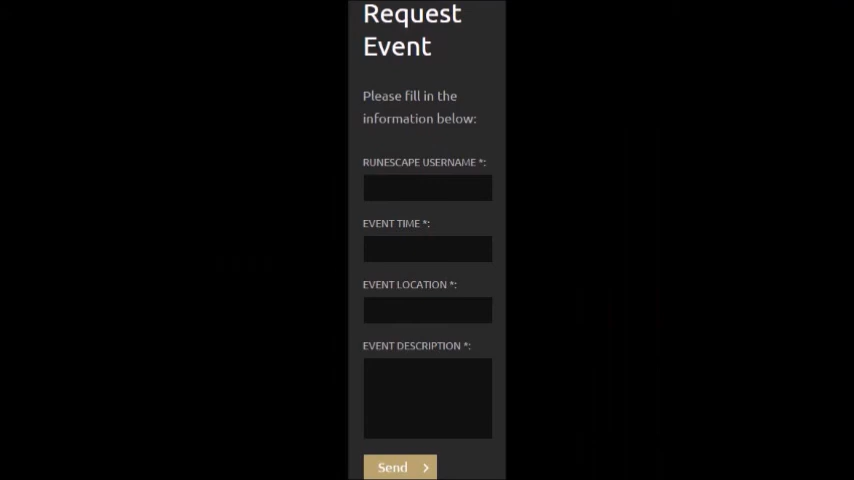 Request
Event
Please fill in the
information below:
RUNESCAPE USERNAME *:
EVENT TIME *:
EVENT LOCATION *:
EVENT DESCRIPTION *:
Send